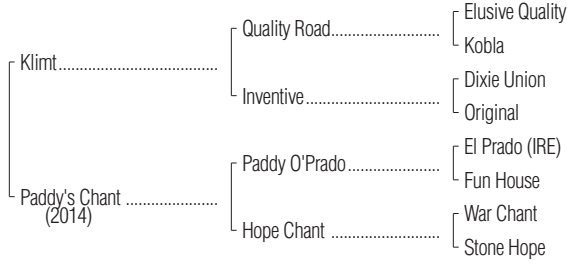 Elusive Quality
Quality Road
Kobla
Klimt
Dixie Union
Inventive
Original
El Prado (IRE)
Paddy O'Prado
Fun House
Paddy's Chant
(2014)
War Chant
Hope Chant
Stone Hope